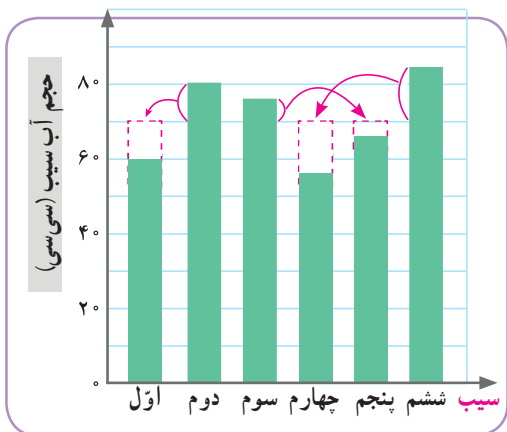 حجم آب سیب (سی‌سی)
۸۰
۶۰
۴۰
۲۰
۰
اوّل دوم سوم چهارم پنجم ششم سیب